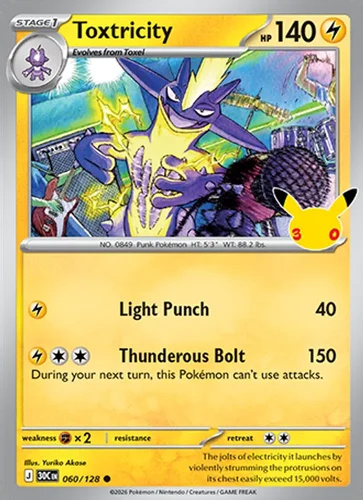 STAGE 1
Toxtricity
HP 140
Evolves from Toxel
NO. 0849 Punk Pokémon HT: 5'3" WT: 88.2 lbs.
30
Light Punch 40
Thunderous Bolt 150
During your next turn, this Pokémon can't use attacks.
weakness ×2 resistance retreat
Illus. Yuriko Akase
J 30C EN 060/128
The jolts of electricity it launches by
violently strumming the protrusions on
its chest easily exceed 15,000 volts.
©2026 Pokémon / Nintendo / Creatures / GAME FREAK